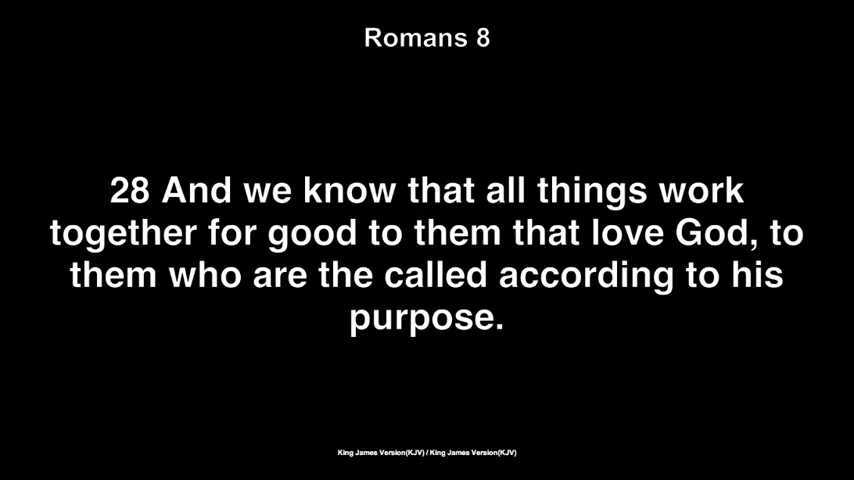 Romans 8
28 And we know that all things work
together for good to them that love God, to
them who are the called according to his
purpose.
King James Version(KJV) / King James Version(KJV)